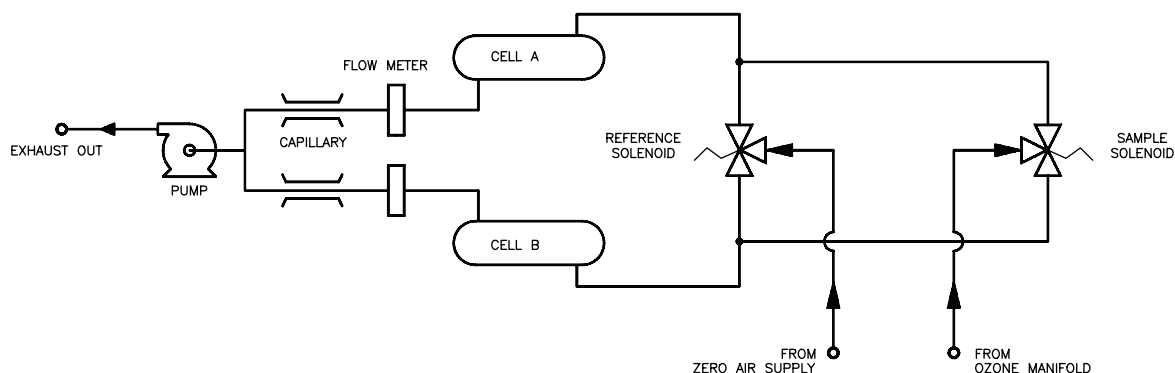 CELL A
FLOW METER
EXHAUST OUT
CAPILLARY
PUMP
REFERENCE
SOLENOID
SAMPLE
SOLENOID
CELL B
FROM
ZERO AIR SUPPLY
FROM
OZONE MANIFOLD